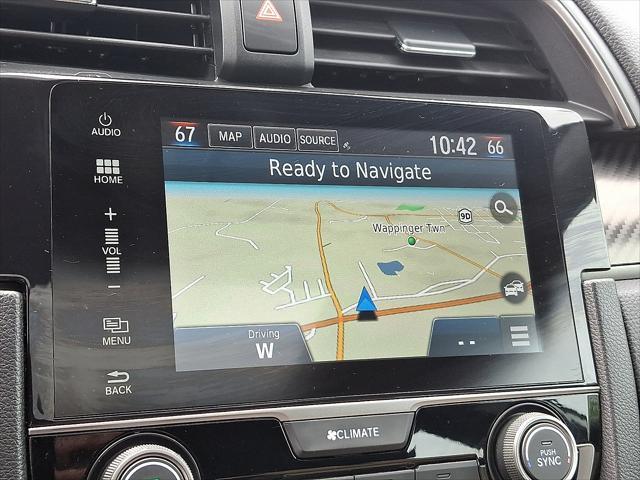 AUDIO
HOME
+
VOL
-
MENU
BACK
67 MAP AUDIO SOURCE 10:42 66
Ready to Navigate
9D
Wappinger Twn
Driving
W
--
CLIMATE
PUSH
SYNC